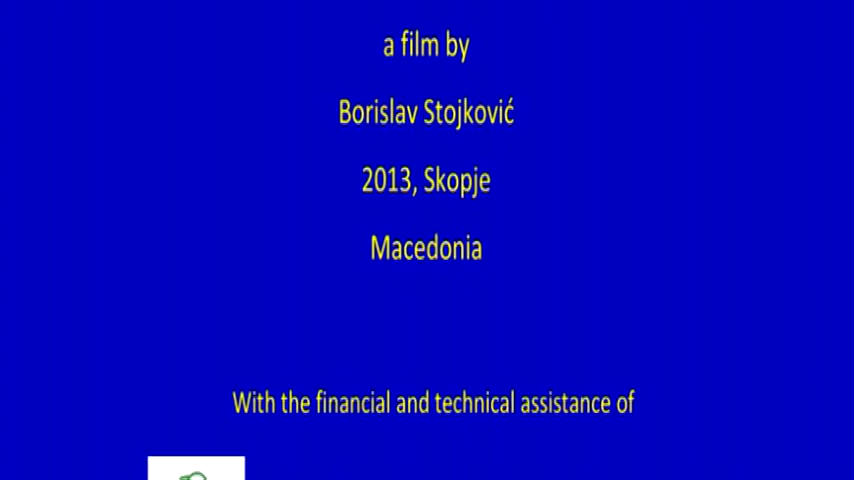 a film by
Borislav Stojković
2013, Skopje
Macedonia
With the financial and technical assistance of